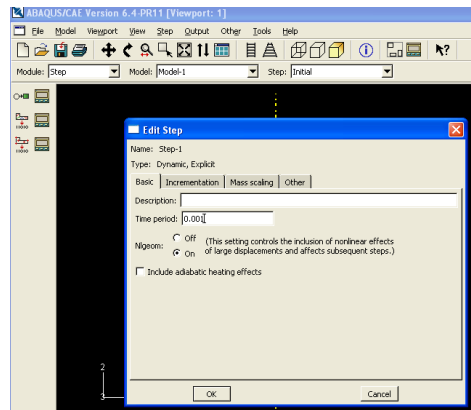 ABAQUS/CAE Version 6.4-PR11 [Viewport: 1]
File Model Viewport View Step Output Other Tools Help
Module: Step Model: Model-1 Step: Initial
Edit Step
Name: Step-1
Type: Dynamic, Explicit
Basic Incrementation Mass scaling Other
Description:
Time period: 0.001
Nlgeom: Off (This setting controls the inclusion of nonlinear effects
On of large displacements and affects subsequent steps.)
Include adiabatic heating effects
2
3
OK Cancel